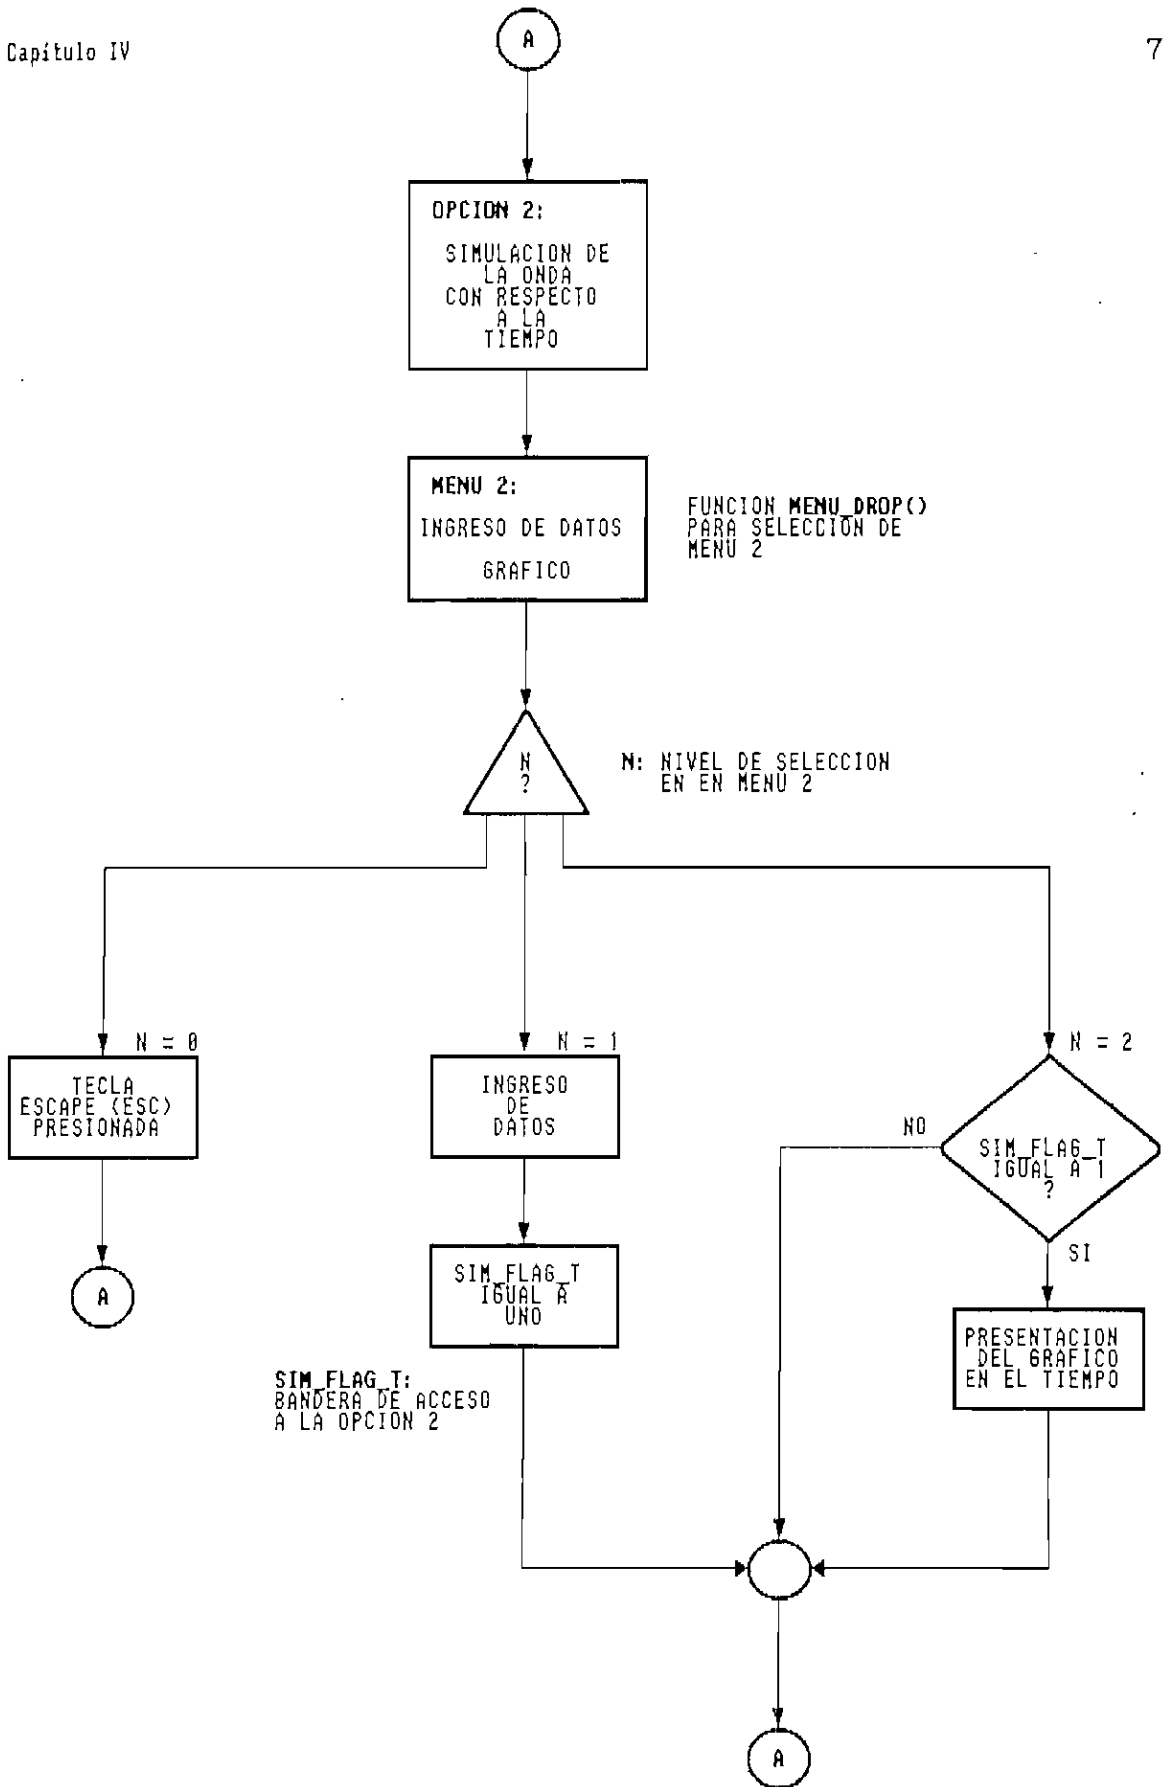 Capítulo IV
A
7
OPCION 2:
SIMULACION DE
LA ONDA
CON RESPECTO
A LA
TIEMPO
MENU 2:
INGRESO DE DATOS
GRAFICO
FUNCION MENU_DROP()
PARA SELECCION DE
MENU 2
N
?
N: NIVEL DE SELECCION
EN EN MENU 2
N = 0
TECLA
ESCAPE (ESC)
PRESIONADA
A
N = 1
INGRESO
DE
DATOS
SIM_FLAG_T
IGUAL A
UNO
SIM_FLAG_T:
BANDERA DE ACCESO
A LA OPCION 2
N = 2
NO
SIM_FLAG_T
IGUAL A 1
?
SI
PRESENTACION
DEL GRAFICO
EN EL TIEMPO
A